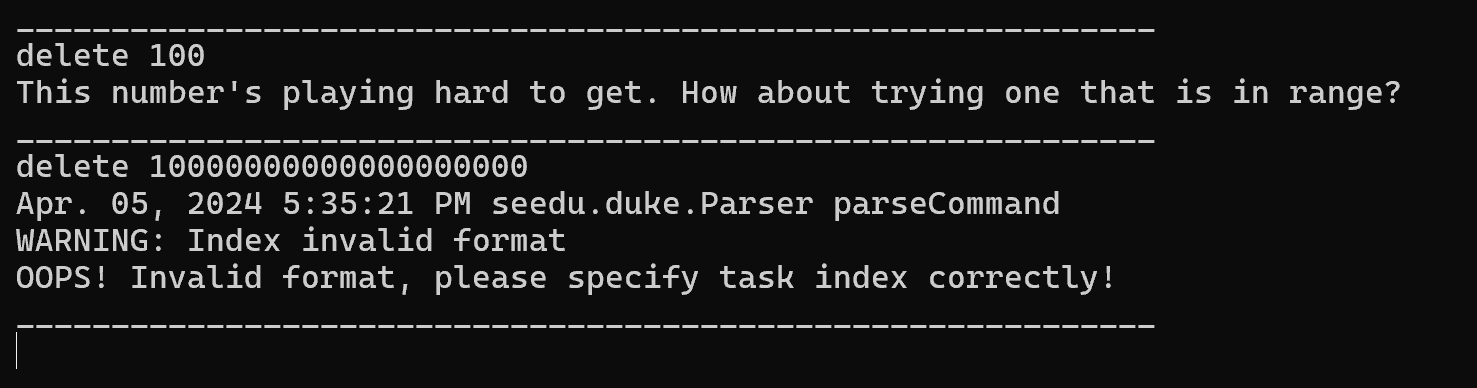 ____________________________________________________________
delete 100
This number's playing hard to get. How about trying one that is in range?
____________________________________________________________
delete 10000000000000000000
Apr. 05, 2024 5:35:21 PM seedu.duke.Parser parseCommand
WARNING: Index invalid format
OOPS! Invalid format, please specify task index correctly!
____________________________________________________________